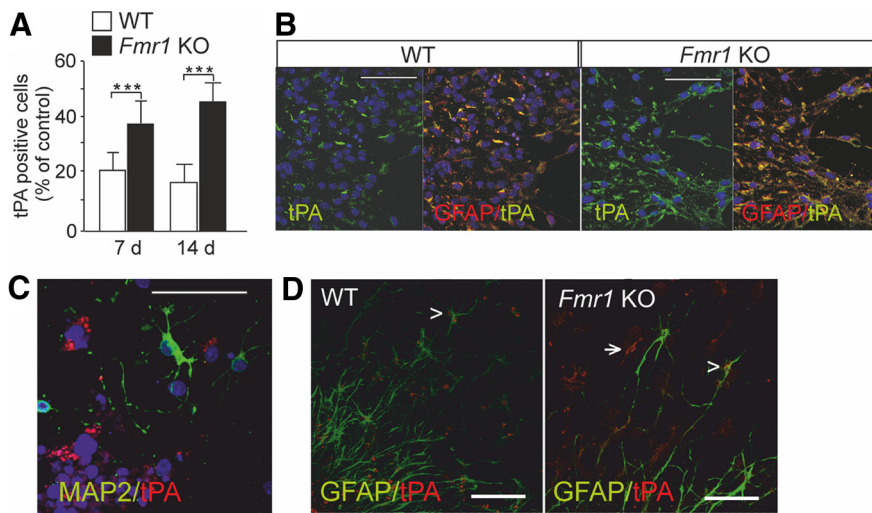 A
WT
Fmr1 KO
tPA positive cells
(% of control)
60
40
20
0
***
***
7 d
14 d
B
WT
Fmr1 KO
tPA
GFAP/tPA
tPA
GFAP/tPA
C
MAP2/tPA
D
WT
>
GFAP/tPA
Fmr1 KO
>
GFAP/tPA